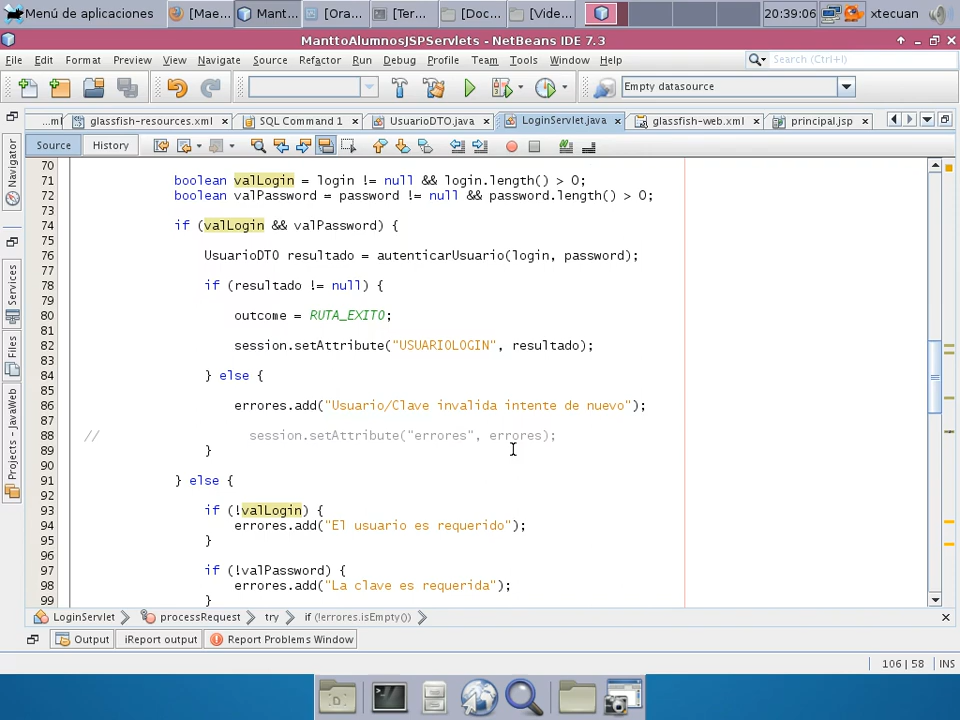 Menú de aplicaciones [Mae... Mant... [Ora... [Ter... [Doc... [Vide... 20:39:06 xtecuan
ManttoAlumnosJSPServlets - NetBeans IDE 7.3
File Edit Format Preview View Navigate Source Refactor Run Debug Profile Team Tools Window Help Search (Ctrl+I)
Empty datasource
...ml glassfish-resources.xml SQL Command 1 UsuarioDTO.java LoginServlet.java glassfish-web.xml principal.jsp
Source History
Navigator
Services
Files
Projects - JavaWeb
70
71 boolean valLogin = login != null && login.length() > 0;
72 boolean valPassword = password != null && password.length() > 0;
73
74 if (valLogin && valPassword) {
75
76 UsuarioDTO resultado = autenticarUsuario(login, password);
77
78 if (resultado != null) {
79
80 outcome = RUTA_EXITO;
81
82 session.setAttribute("USUARIOLOGIN", resultado);
83
84 } else {
85
86 errores.add("Usuario/Clave invalida intente de nuevo");
87
88 // session.setAttribute("errores", errores);
89 }
90
91 } else {
92
93 if (!valLogin) {
94 errores.add("El usuario es requerido");
95 }
96
97 if (!valPassword) {
98 errores.add("La clave es requerida");
99 }
LoginServlet processRequest try if (!errores.isEmpty())
Output iReport output Report Problems Window
106 | 58 INS